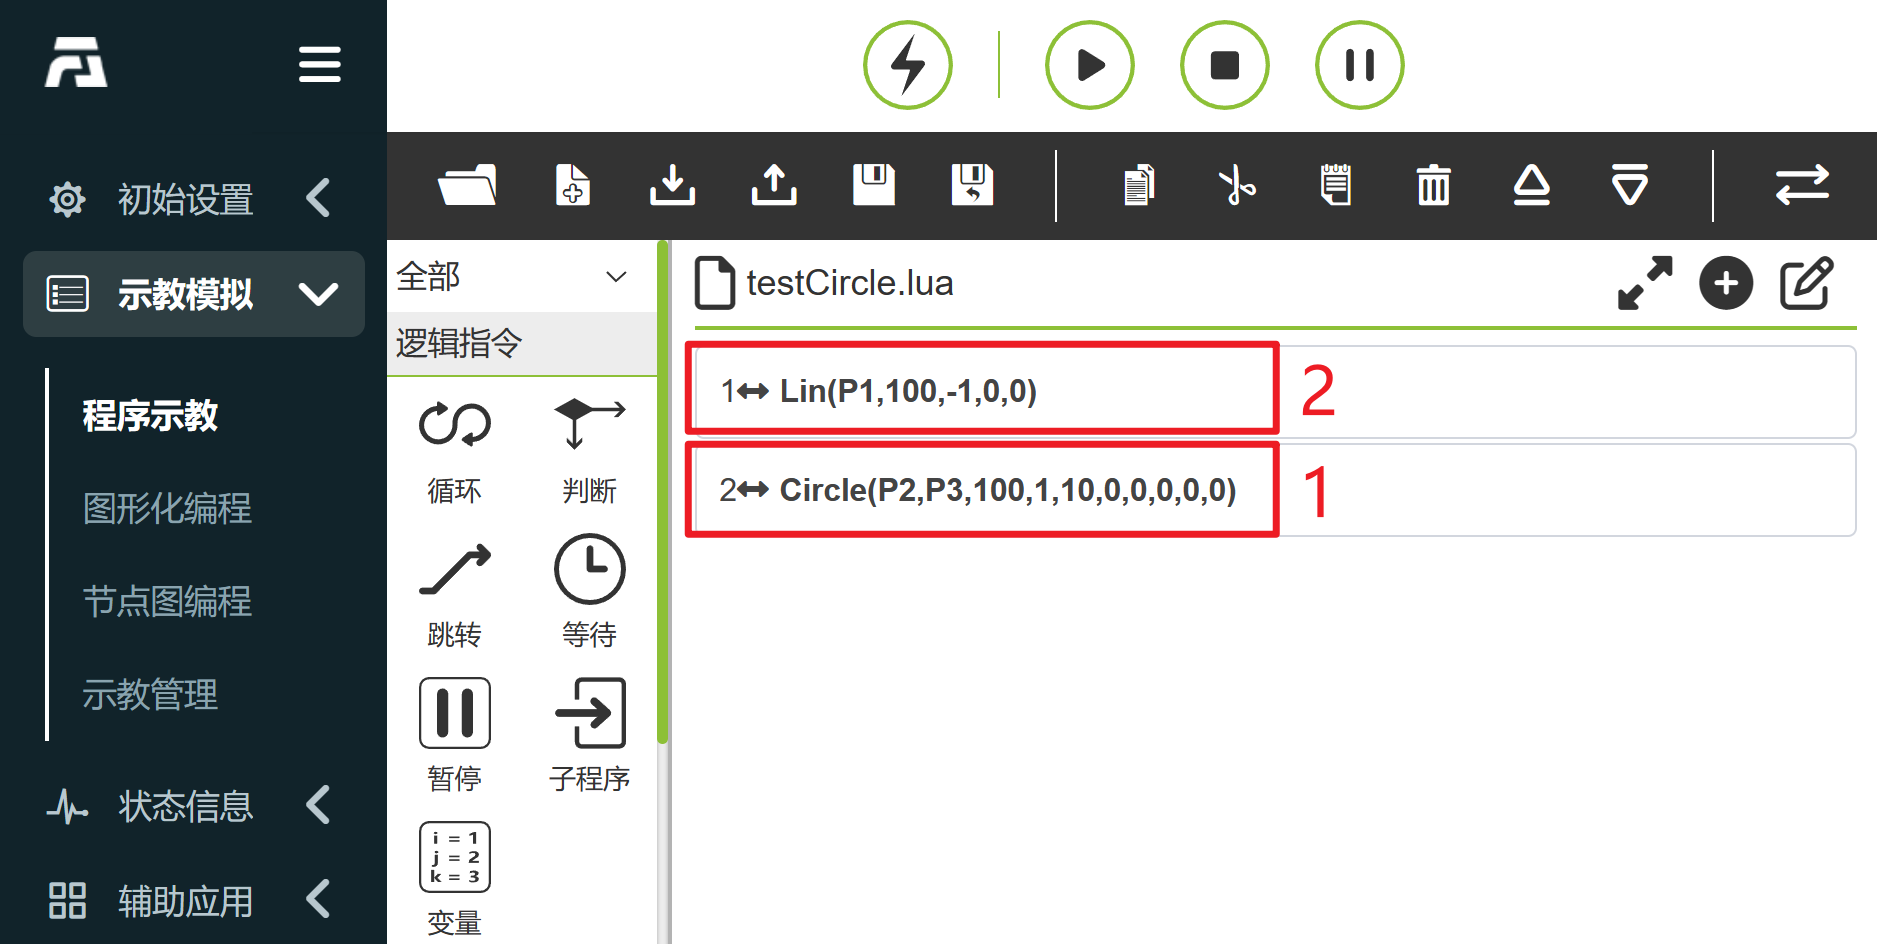 初始设置
示教模拟
程序示教
图形化编程
节点图编程
示教管理
状态信息
辅助应用
全部
逻辑指令
循环
判断
跳转
等待
暂停
子程序
i = 1
j = 2
k = 3
变量
testCircle.lua
1 Lin(P1,100,-1,0,0)
2
2 Circle(P2,P3,100,1,10,0,0,0,0,0)
1